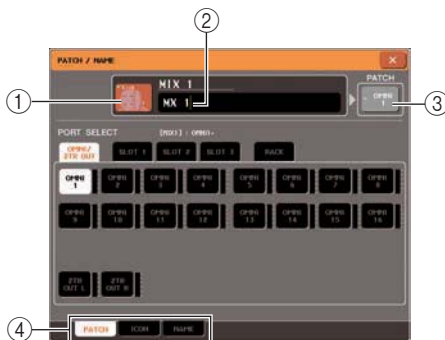 ②
PATCH / NAME
×
MIX 1
PATCH
①
MX 1
OMNI 1
③
PORT SELECT
[MIX1] : OMNI1-
OMNI/ 2TR OUT
SLOT 1
SLOT 2
SLOT 3
RACK
OMNI 1
OMNI 2
OMNI 3
OMNI 4
OMNI 5
OMNI 6
OMNI 7
OMNI 8
OMNI 9
OMNI 10
OMNI 11
OMNI 12
OMNI 13
OMNI 14
OMNI 15
OMNI 16
2TR OUT L
2TR OUT R
④
PATCH
ICON
NAME